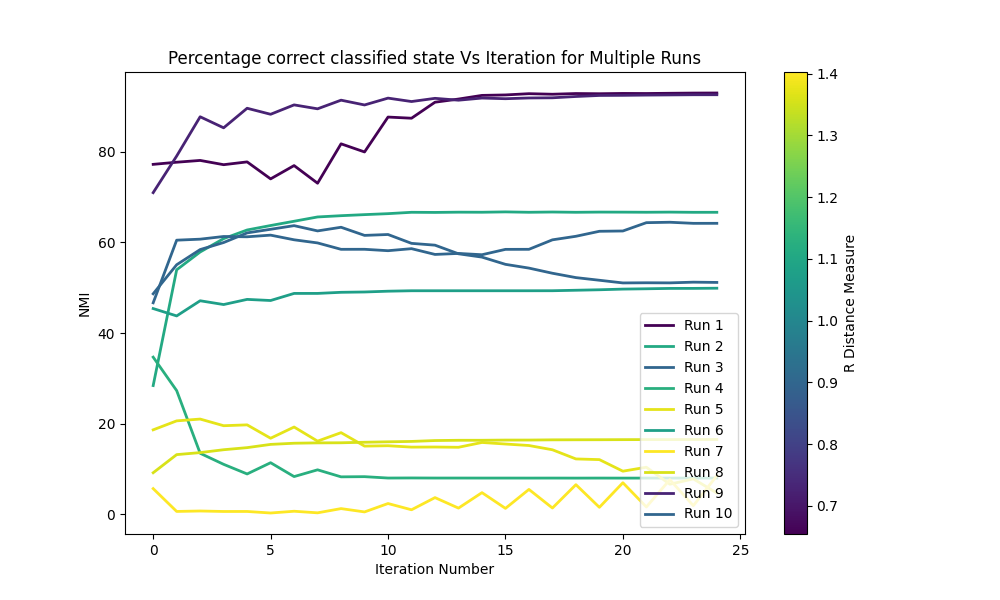 Percentage correct classified state Vs Iteration for Multiple Runs
NMI
80
60
40
20
0
0
5
10
15
20
25
Iteration Number
Run 1
Run 2
Run 3
Run 4
Run 5
Run 6
Run 7
Run 8
Run 9
Run 10
1.4
1.3
1.2
1.1
1.0
0.9
0.8
0.7
R Distance Measure